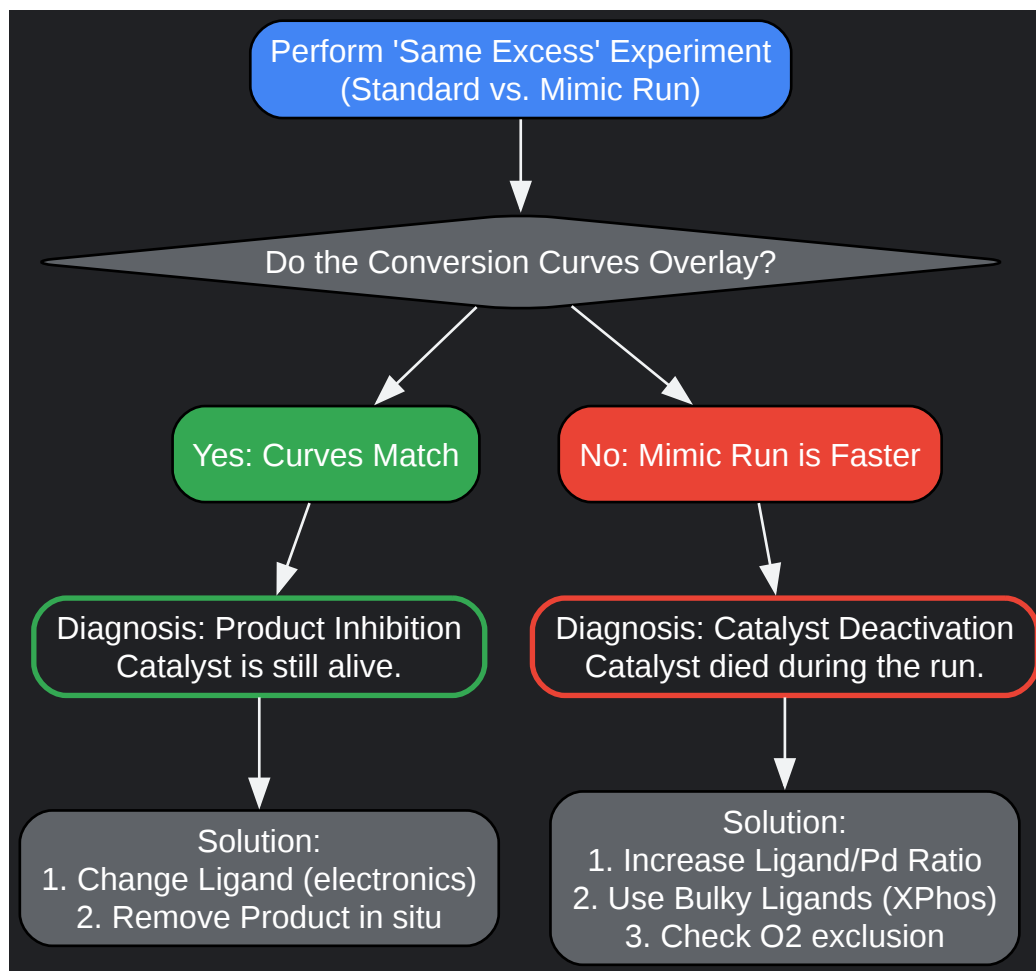 Perform 'Same Excess' Experiment
(Standard vs. Mimic Run)
Do the Conversion Curves Overlay?
Yes: Curves Match
No: Mimic Run is Faster
Diagnosis: Product Inhibition
Catalyst is still alive.
Diagnosis: Catalyst Deactivation
Catalyst died during the run.
Solution:
1. Change Ligand (electronics)
2. Remove Product in situ
Solution:
1. Increase Ligand/Pd Ratio
2. Use Bulky Ligands (XPhos)
3. Check O2 exclusion